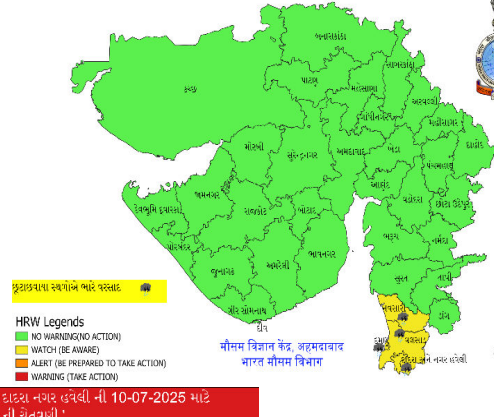 બનાસકાંઠા
પાટણ
સાબરકાંઠા
મહેસાણા
અરવલ્લી
ગાંધીનગર
મહીસાગર
કચ્છ
મોરબી
સુરેન્દ્રનગર
અમદાવાદ
ખેડા
પંચમહાલ
દાહોદ
આણંદ
જામનગર
દેવભૂમિ દ્વારકા
રાજકોટ
બોટાદ
વડોદરા
છોટા ઉદેપુર
પોરબંદર
ભાવનગર
ભરૂચ
નર્મદા
જુનાગઢ
અમરેલી
સુરત
તાપી
ગીર સોમનાથ
દીવ
નવસારી
ડાંગ
વલસાડ
દમણ
દાદરા અને નગર હવેલી
છૂટાછવાયા સ્થળોએ ભારે વરસાદ
HRW Legends
NO WARNING(NO ACTION)
WATCH (BE AWARE)
ALERT (BE PREPARED TO TAKE ACTION)
WARNING (TAKE ACTION)
मौसम विज्ञान केंद्र, अहमदाबाद
भारत मौसम विभाग
દાદરા નગર હવેલી ની 10-07-2025 માટે
ની ચેતવણી '